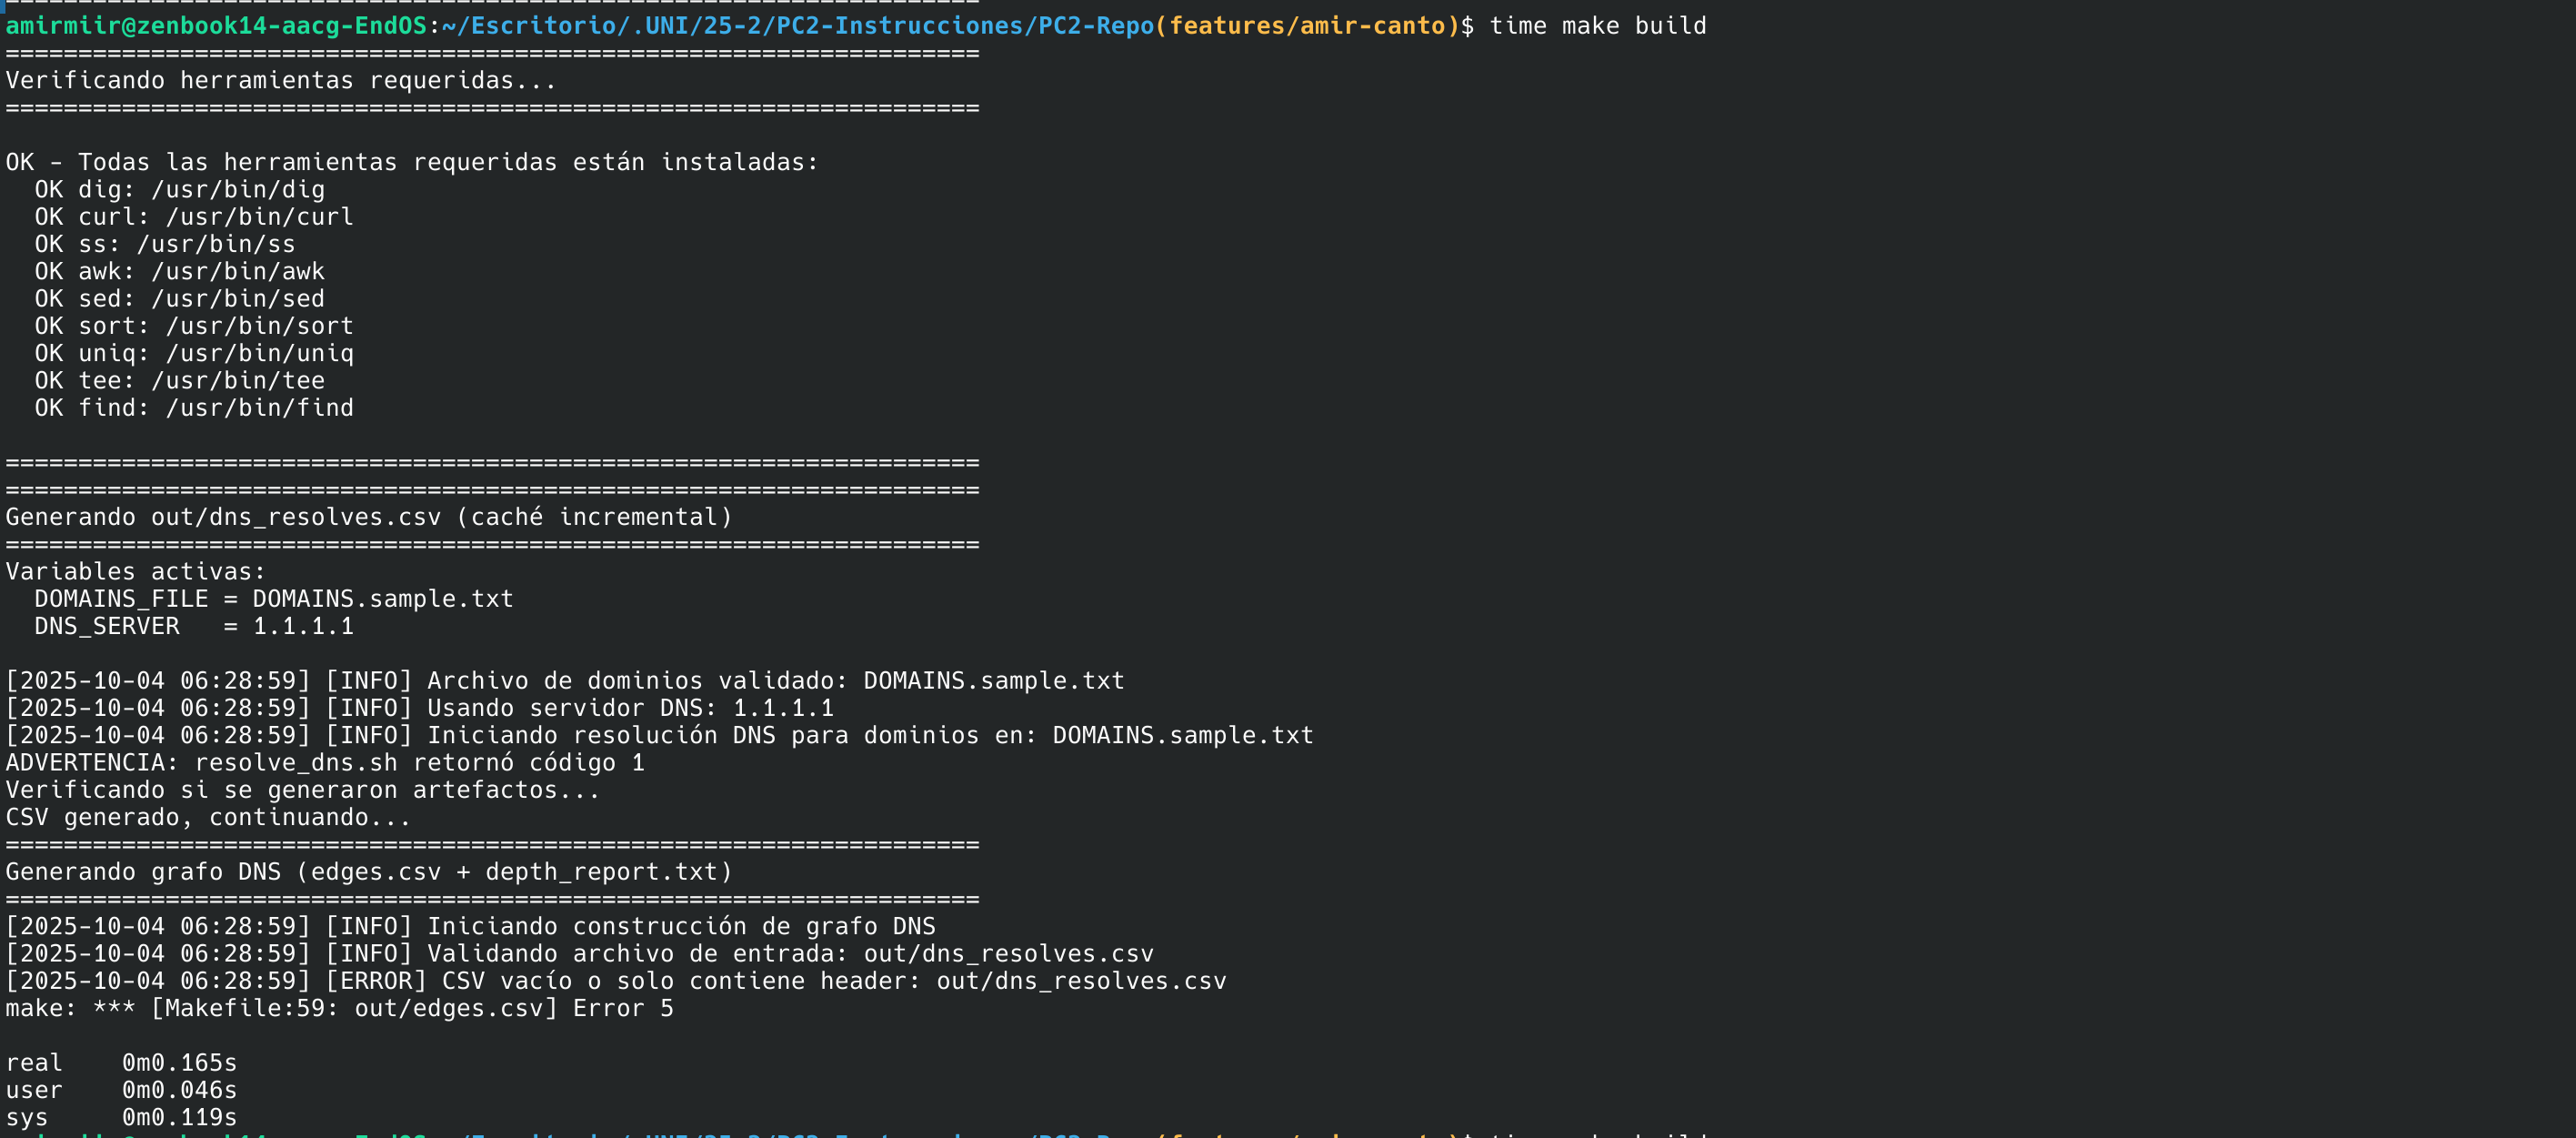 ===================================================================
amirmiir@zenbook14-aacg-EndOS:~/Escritorio/.UNI/25-2/PC2-Instrucciones/PC2-Repo(features/amir-canto)$ time make build
===================================================================
Verificando herramientas requeridas...
===================================================================

OK - Todas las herramientas requeridas están instaladas:
  OK dig: /usr/bin/dig
  OK curl: /usr/bin/curl
  OK ss: /usr/bin/ss
  OK awk: /usr/bin/awk
  OK sed: /usr/bin/sed
  OK sort: /usr/bin/sort
  OK uniq: /usr/bin/uniq
  OK tee: /usr/bin/tee
  OK find: /usr/bin/find

===================================================================
===================================================================
Generando out/dns_resolves.csv (caché incremental)
===================================================================
Variables activas:
  DOMAINS_FILE = DOMAINS.sample.txt
  DNS_SERVER   = 1.1.1.1

[2025-10-04 06:28:59] [INFO] Archivo de dominios validado: DOMAINS.sample.txt
[2025-10-04 06:28:59] [INFO] Usando servidor DNS: 1.1.1.1
[2025-10-04 06:28:59] [INFO] Iniciando resolución DNS para dominios en: DOMAINS.sample.txt
ADVERTENCIA: resolve_dns.sh retornó código 1
Verificando si se generaron artefactos...
CSV generado, continuando...
===================================================================
Generando grafo DNS (edges.csv + depth_report.txt)
===================================================================
[2025-10-04 06:28:59] [INFO] Iniciando construcción de grafo DNS
[2025-10-04 06:28:59] [INFO] Validando archivo de entrada: out/dns_resolves.csv
[2025-10-04 06:28:59] [ERROR] CSV vacío o solo contiene header: out/dns_resolves.csv
make: *** [Makefile:59: out/edges.csv] Error 5

real    0m0.165s
user    0m0.046s
sys     0m0.119s